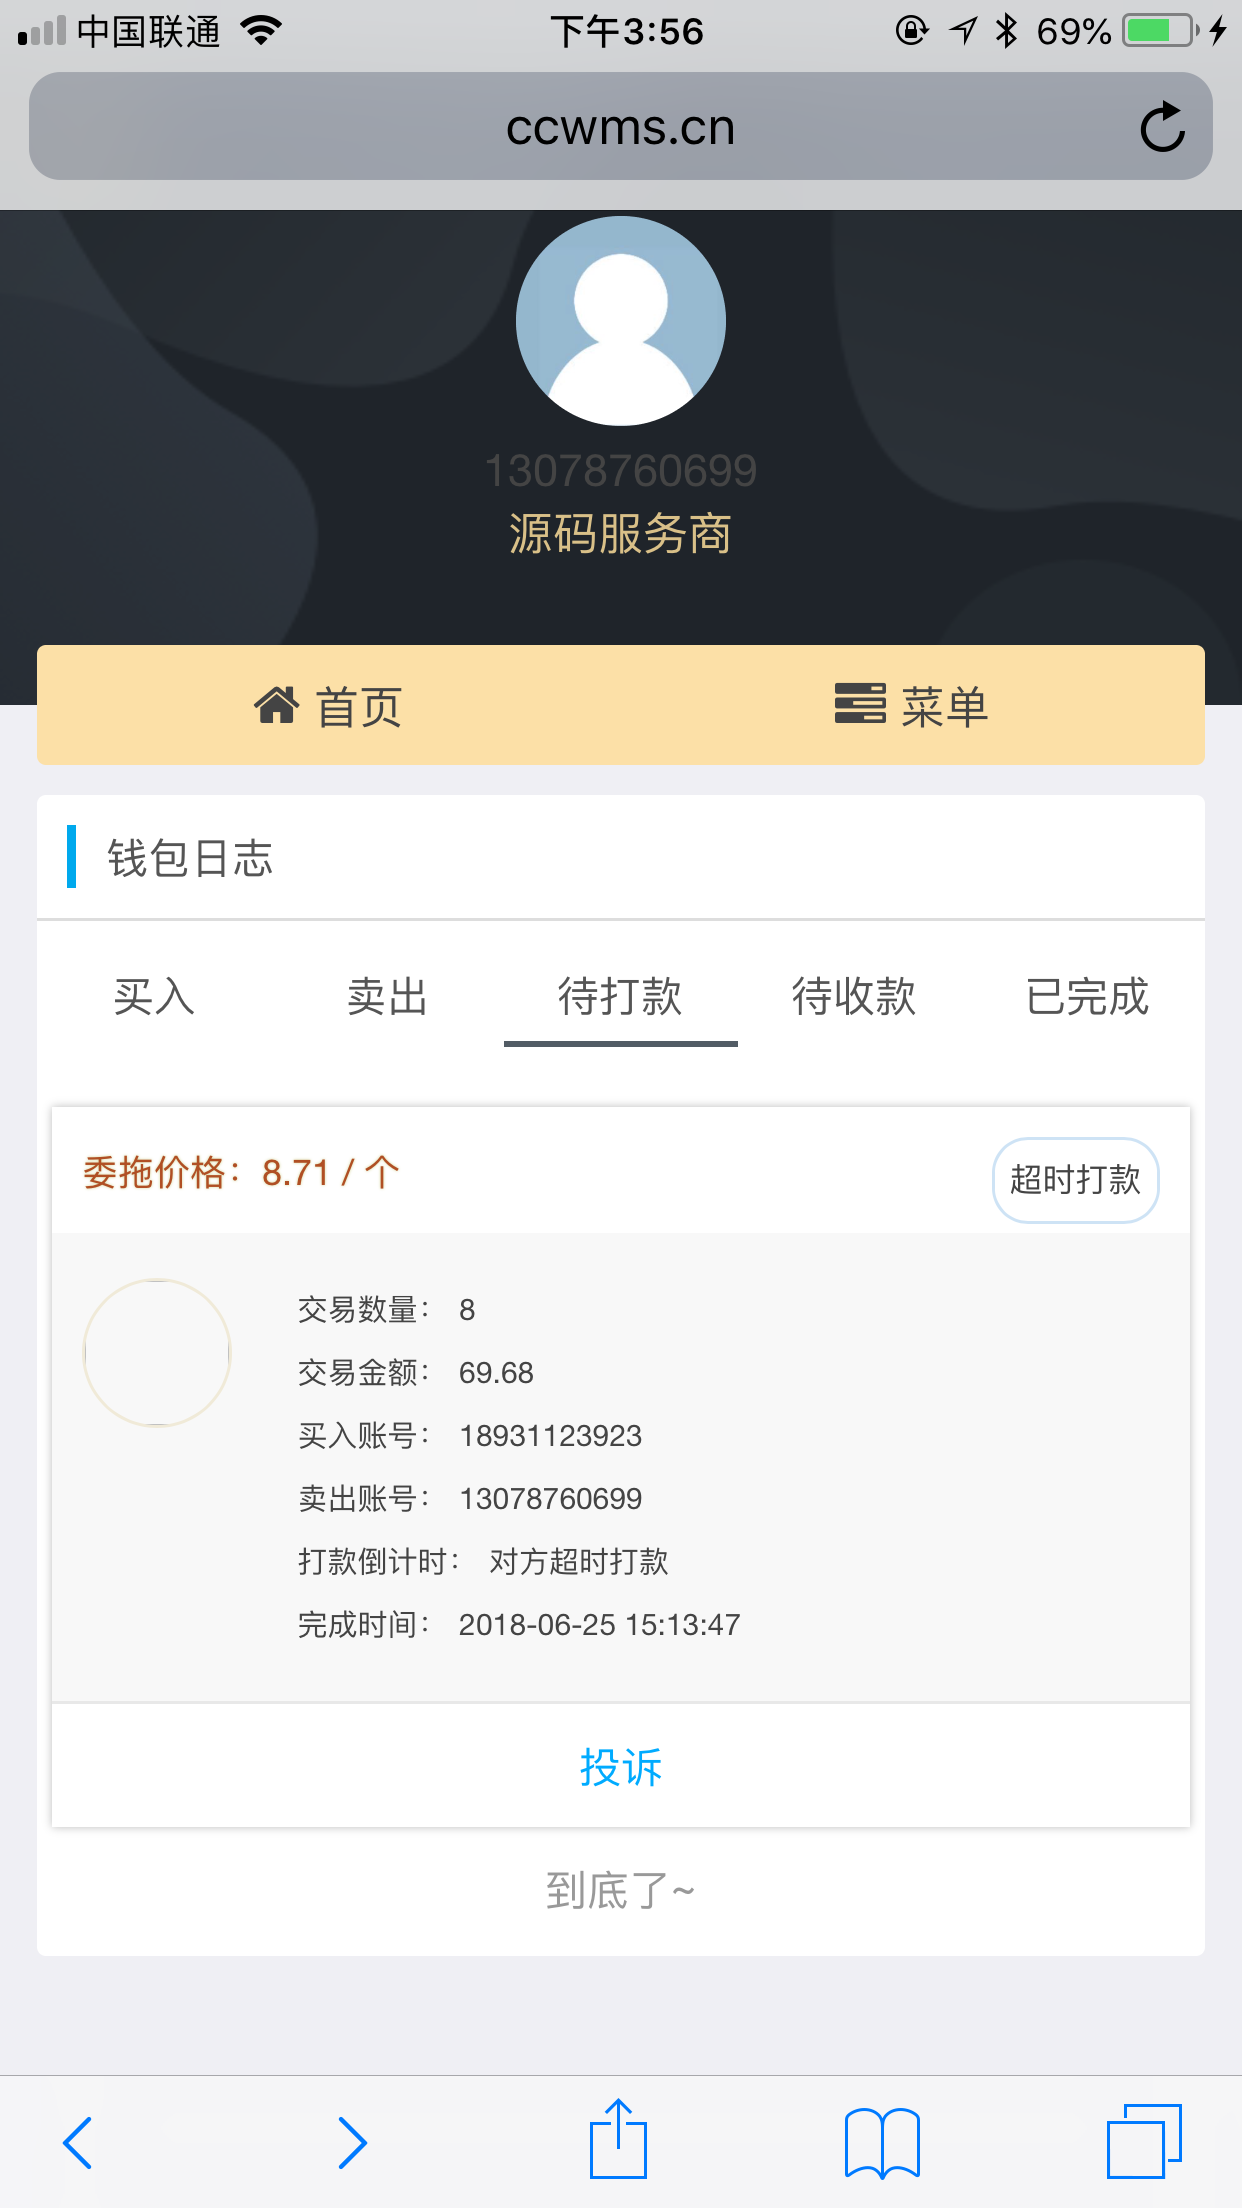 中国联通 下午3:56 69%
ccwms.cn
13078760699
源码服务商
首页 菜单
钱包日志
买入 卖出 待打款 待收款 已完成
委拖价格：8.71 / 个 超时打款
交易数量： 8
交易金额： 69.68
买入账号： 18931123923
卖出账号： 13078760699
打款倒计时： 对方超时打款
完成时间： 2018-06-25 15:13:47
投诉
到底了~